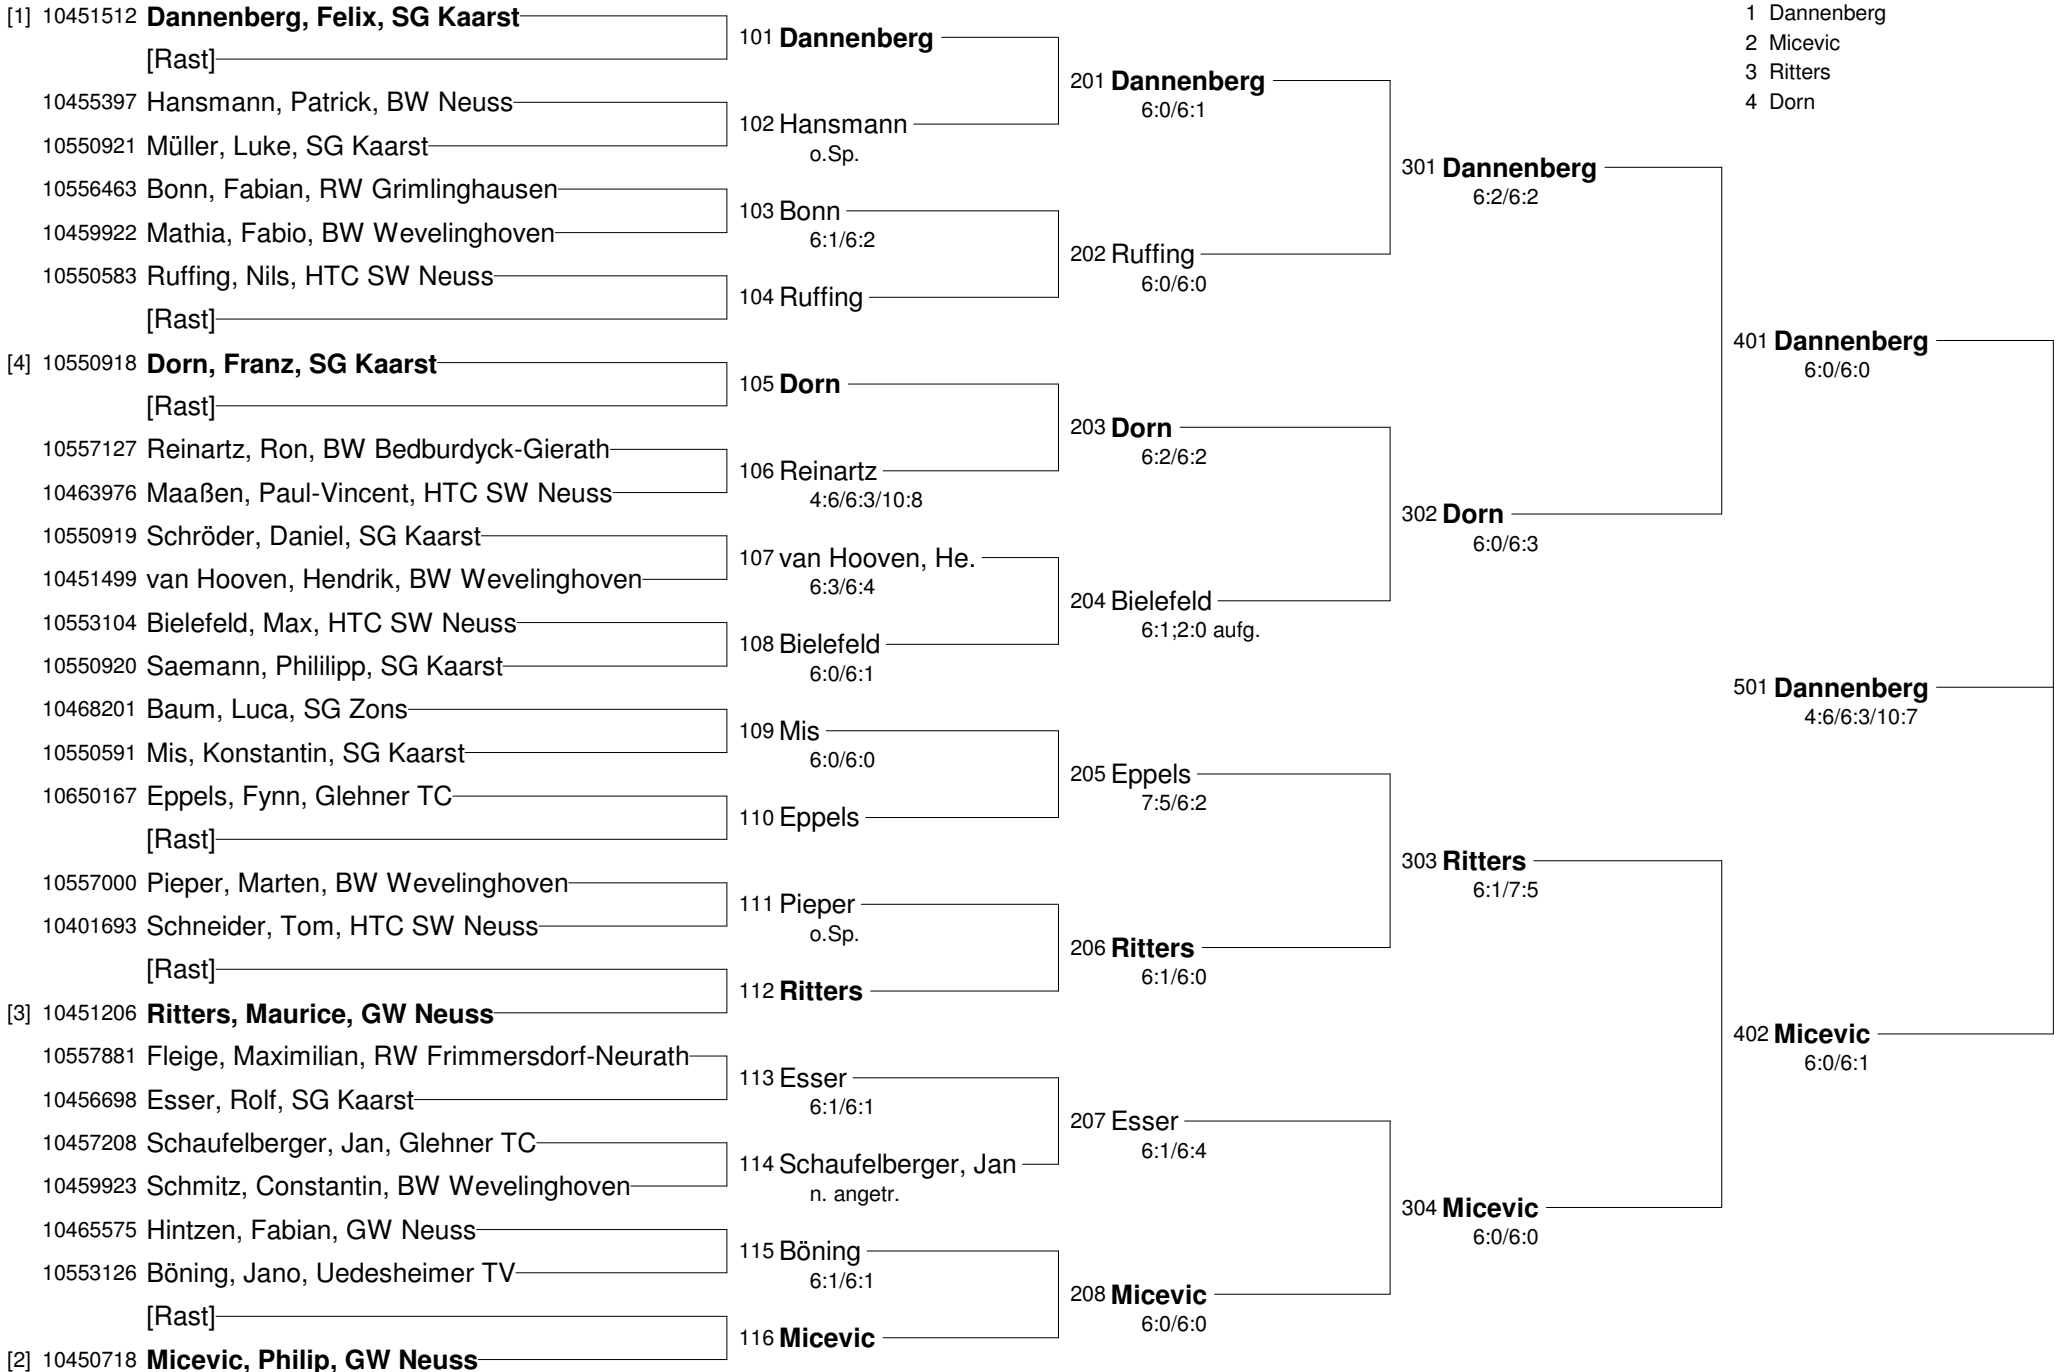 [1] 10451512 Dannenberg, Felix, SG Kaarst
[Rast]
10455397 Hansmann, Patrick, BW Neuss
10550921 Müller, Luke, SG Kaarst
10556463 Bonn, Fabian, RW Grimlinghausen
10459922 Mathia, Fabio, BW Wevelinghoven
10550583 Ruffing, Nils, HTC SW Neuss
[Rast]
[4] 10550918 Dorn, Franz, SG Kaarst
[Rast]
10557127 Reinartz, Ron, BW Bedburdyck-Gierath
10463976 Maaßen, Paul-Vincent, HTC SW Neuss
10550919 Schröder, Daniel, SG Kaarst
10451499 van Hooven, Hendrik, BW Wevelinghoven
10553104 Bielefeld, Max, HTC SW Neuss
10550920 Saemann, Phililipp, SG Kaarst
10468201 Baum, Luca, SG Zons
10550591 Mis, Konstantin, SG Kaarst
10650167 Eppels, Fynn, Glehner TC
[Rast]
10557000 Pieper, Marten, BW Wevelinghoven
10401693 Schneider, Tom, HTC SW Neuss
[Rast]
[3] 10451206 Ritters, Maurice, GW Neuss
10557881 Fleige, Maximilian, RW Frimmersdorf-Neurath
10456698 Esser, Rolf, SG Kaarst
10457208 Schaufelberger, Jan, Glehner TC
10459923 Schmitz, Constantin, BW Wevelinghoven
10465575 Hintzen, Fabian, GW Neuss
10553126 Böning, Jano, Uedesheimer TV
[Rast]
[2] 10450718 Micevic, Philip, GW Neuss
101 Dannenberg
102 Hansmann
o.Sp.
103 Bonn
6:1/6:2
104 Ruffing
105 Dorn
106 Reinartz
4:6/6:3/10:8
107 van Hooven, He.
6:3/6:4
108 Bielefeld
6:0/6:1
109 Mis
6:0/6:0
110 Eppels
111 Pieper
o.Sp.
112 Ritters
113 Esser
6:1/6:1
114 Schaufelberger, Jan
n. angetr.
115 Böning
6:1/6:1
116 Micevic
201 Dannenberg
6:0/6:1
202 Ruffing
6:0/6:0
203 Dorn
6:2/6:2
204 Bielefeld
6:1;2:0 aufg.
205 Eppels
7:5/6:2
206 Ritters
6:1/6:0
207 Esser
6:1/6:4
208 Micevic
6:0/6:0
301 Dannenberg
6:2/6:2
302 Dorn
6:0/6:3
303 Ritters
6:1/7:5
304 Micevic
6:0/6:0
1 Dannenberg
2 Micevic
3 Ritters
4 Dorn
401 Dannenberg
6:0/6:0
501 Dannenberg
4:6/6:3/10:7
402 Micevic
6:0/6:1